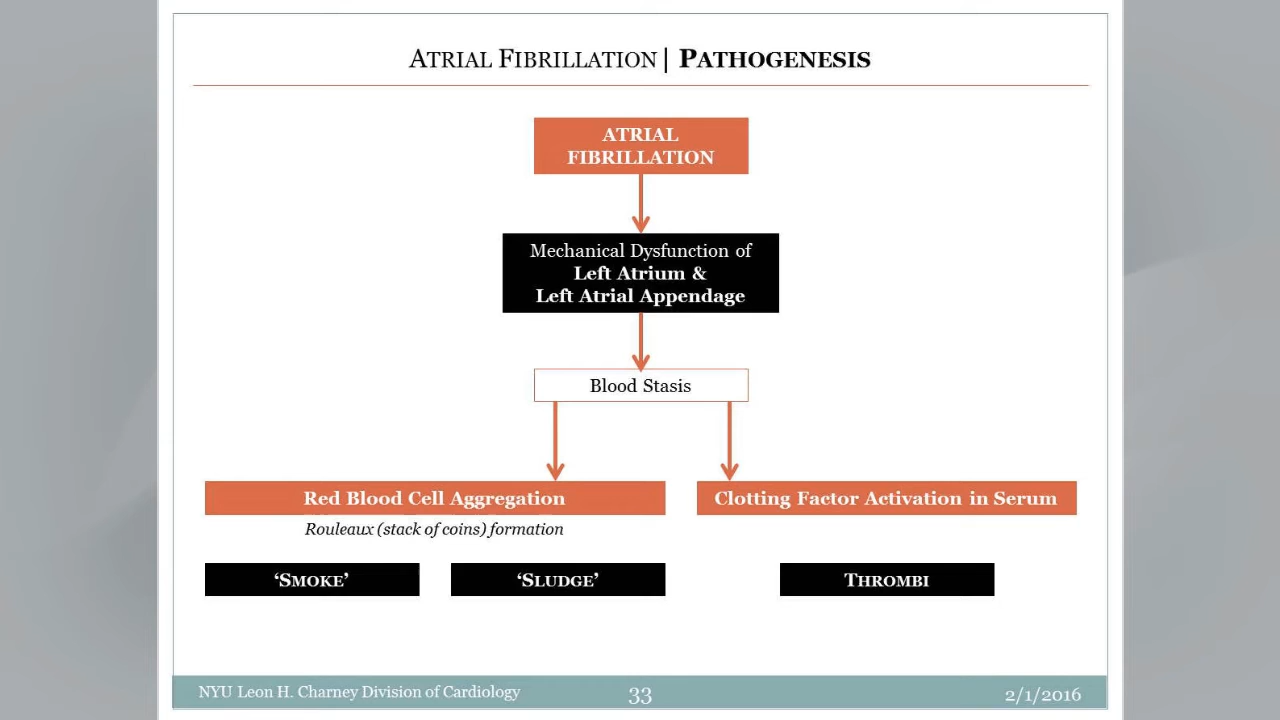 ATRIAL FIBRILLATION | PATHOGENESIS
ATRIAL
FIBRILLATION
Mechanical Dysfunction of
Left Atrium &
Left Atrial Appendage
Blood Stasis
Red Blood Cell Aggregation
Clotting Factor Activation in Serum
Rouleaux (stack of coins) formation
‘SMOKE’
‘SLUDGE’
THROMBI
NYU Leon H. Charney Division of Cardiology
33
2/1/2016